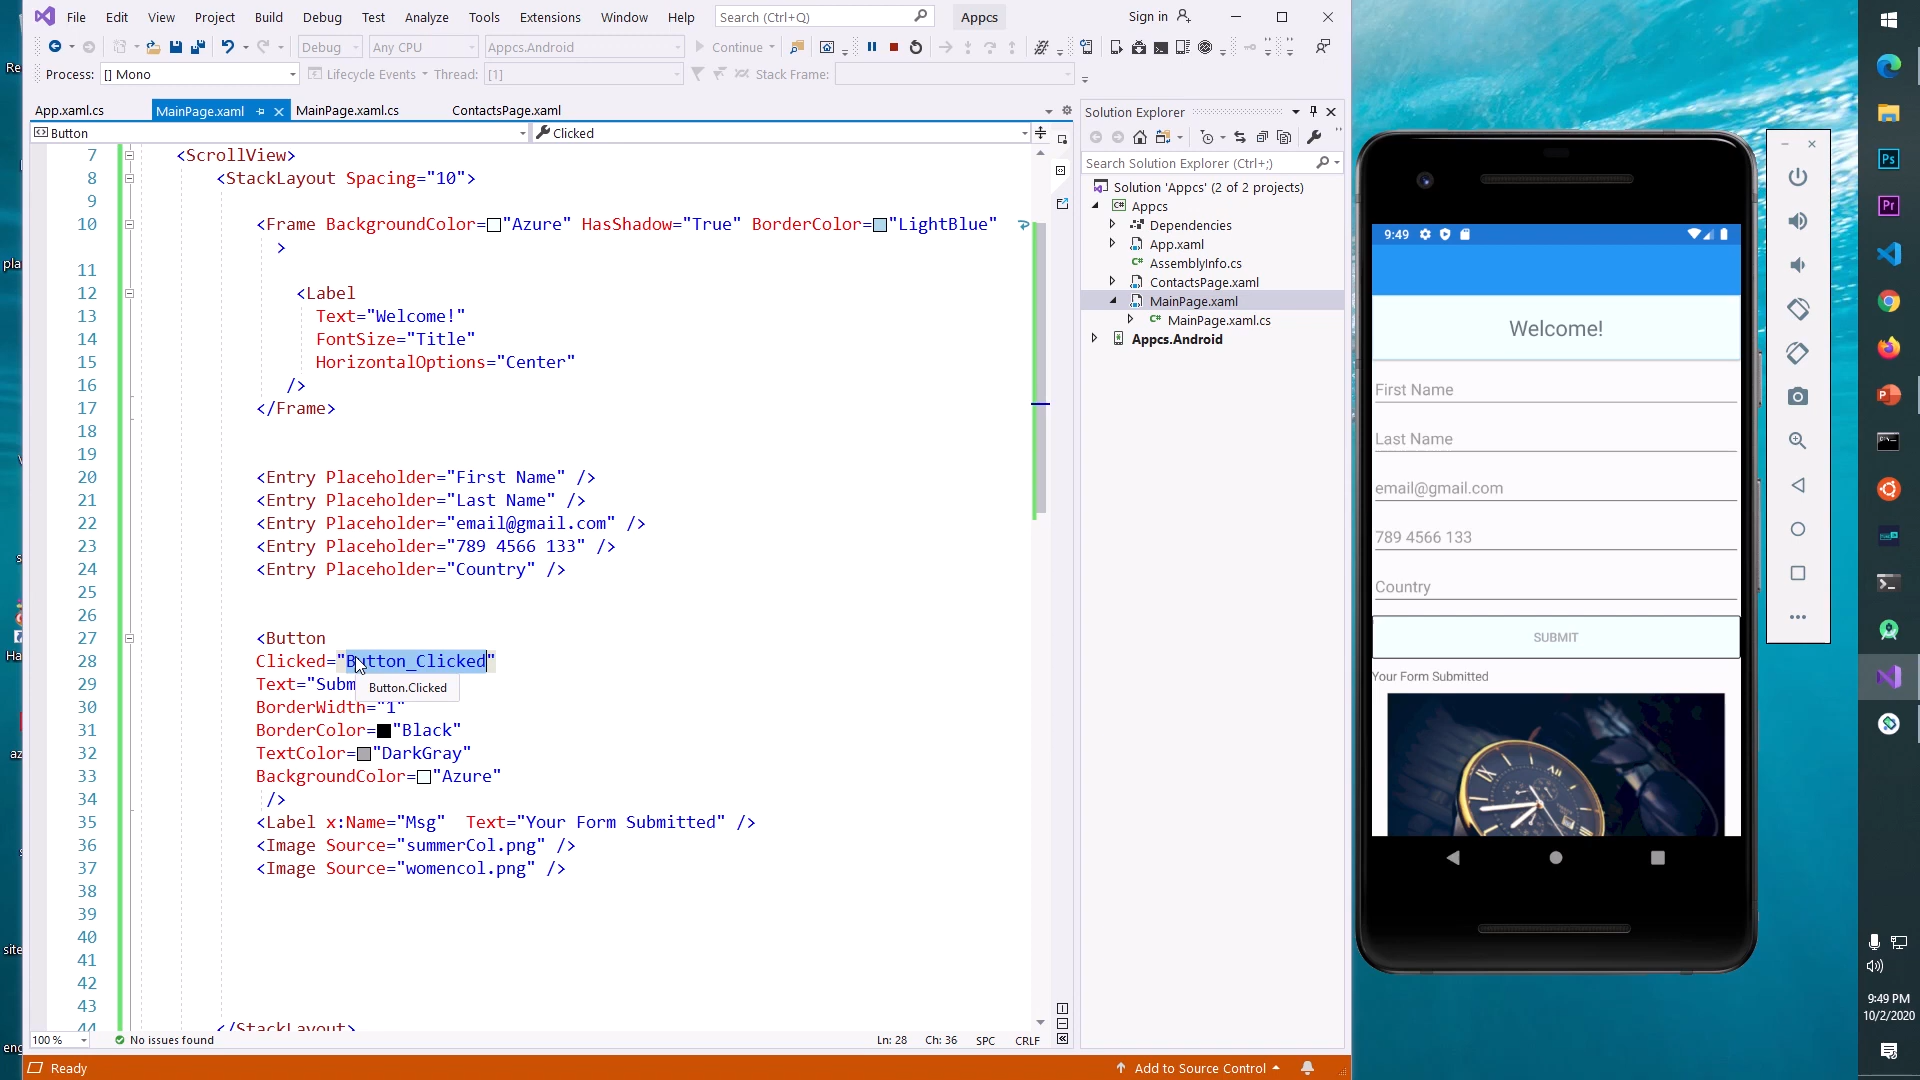 File Edit View Project Build Debug Test Analyze Tools Extensions Window Help Search (Ctrl+Q) Appcs Sign in
Debug Any CPU Appcs.Android Continue
Process: [] Mono Lifecycle Events Thread: [1] Stack Frame:
App.xaml.cs MainPage.xaml MainPage.xaml.cs ContactsPage.xaml
Button Clicked
7 <ScrollView>
8 <StackLayout Spacing="10">
9
10 <Frame BackgroundColor="Azure" HasShadow="True" BorderColor="LightBlue"
>
11
12 <Label
13 Text="Welcome!"
14 FontSize="Title"
15 HorizontalOptions="Center"
16 />
17 </Frame>
18
19
20 <Entry Placeholder="First Name" />
21 <Entry Placeholder="Last Name" />
22 <Entry Placeholder="email@gmail.com" />
23 <Entry Placeholder="789 4566 133" />
24 <Entry Placeholder="Country" />
25
26
27 <Button
28 Clicked="Button_Clicked"
29 Text="Subm
Button.Clicked
30 BorderWidth="1"
31 BorderColor="Black"
32 TextColor="DarkGray"
33 BackgroundColor="Azure"
34 />
35 <Label x:Name="Msg" Text="Your Form Submitted" />
36 <Image Source="summerCol.png" />
37 <Image Source="womencol.png" />
38
39
40
41
42
43
44 </StackLayout>
100 % No issues found Ln: 28 Ch: 36 SPC CRLF
Ready Add to Source Control
Solution Explorer
Search Solution Explorer (Ctrl+;)
Solution 'Appcs' (2 of 2 projects)
Appcs
Dependencies
App.xaml
AssemblyInfo.cs
ContactsPage.xaml
MainPage.xaml
MainPage.xaml.cs
Appcs.Android
9:49
Welcome!
First Name
Last Name
email@gmail.com
789 4566 133
Country
SUBMIT
Your Form Submitted
Ps
Pr
9:49 PM
10/2/2020
Re
pla
Ha
az
site
eng